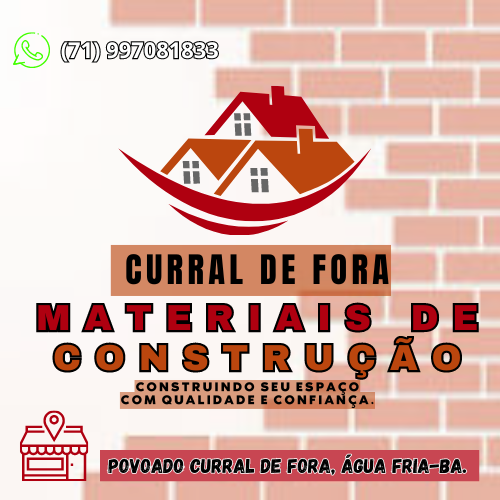 (71) 997081833
CURRAL DE FORA
MATERIAIS DE
CONSTRUÇÃO
CONSTRUINDO SEU ESPAÇO
COM QUALIDADE E CONFIANÇA.
POVOADO CURRAL DE FORA, ÁGUA FRIA-BA.